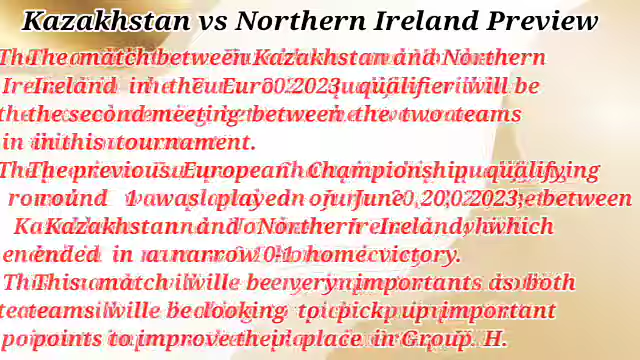 Kazakhstan vs Northern Ireland Preview
The match between Kazakhstan and Northern
Ireland in the Euro 2023 qualifier will be
the second meeting between the two teams
in this tournament.
The previous European Championship qualifying
round 1 was played on June 20, 2023, between
Kazakhstan and Northern Ireland, which
ended in a narrow 0-1 home victory.
This match will be very important as both
teams will be looking to pick up important
points to improve their place in Group H.